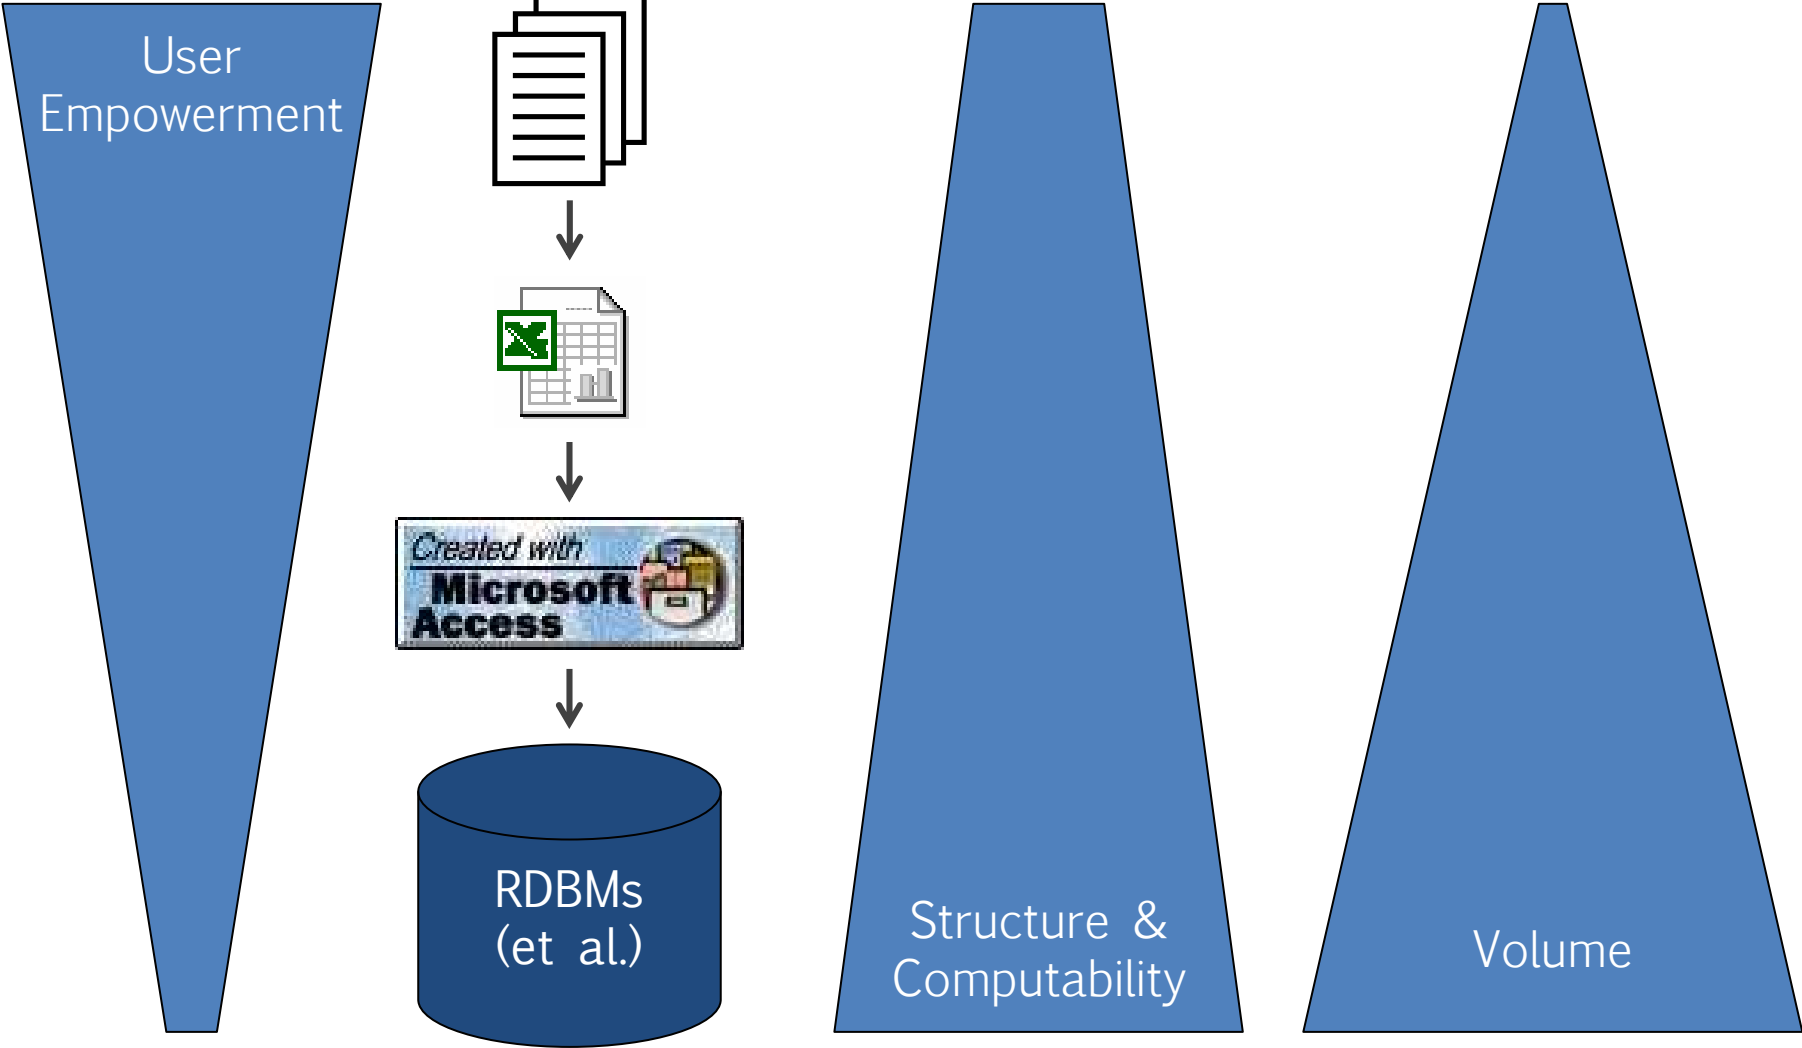 User
Empowerment
Created with
Microsoft
Access
RDBMs
(et al.)
Structure &
Computability
Volume